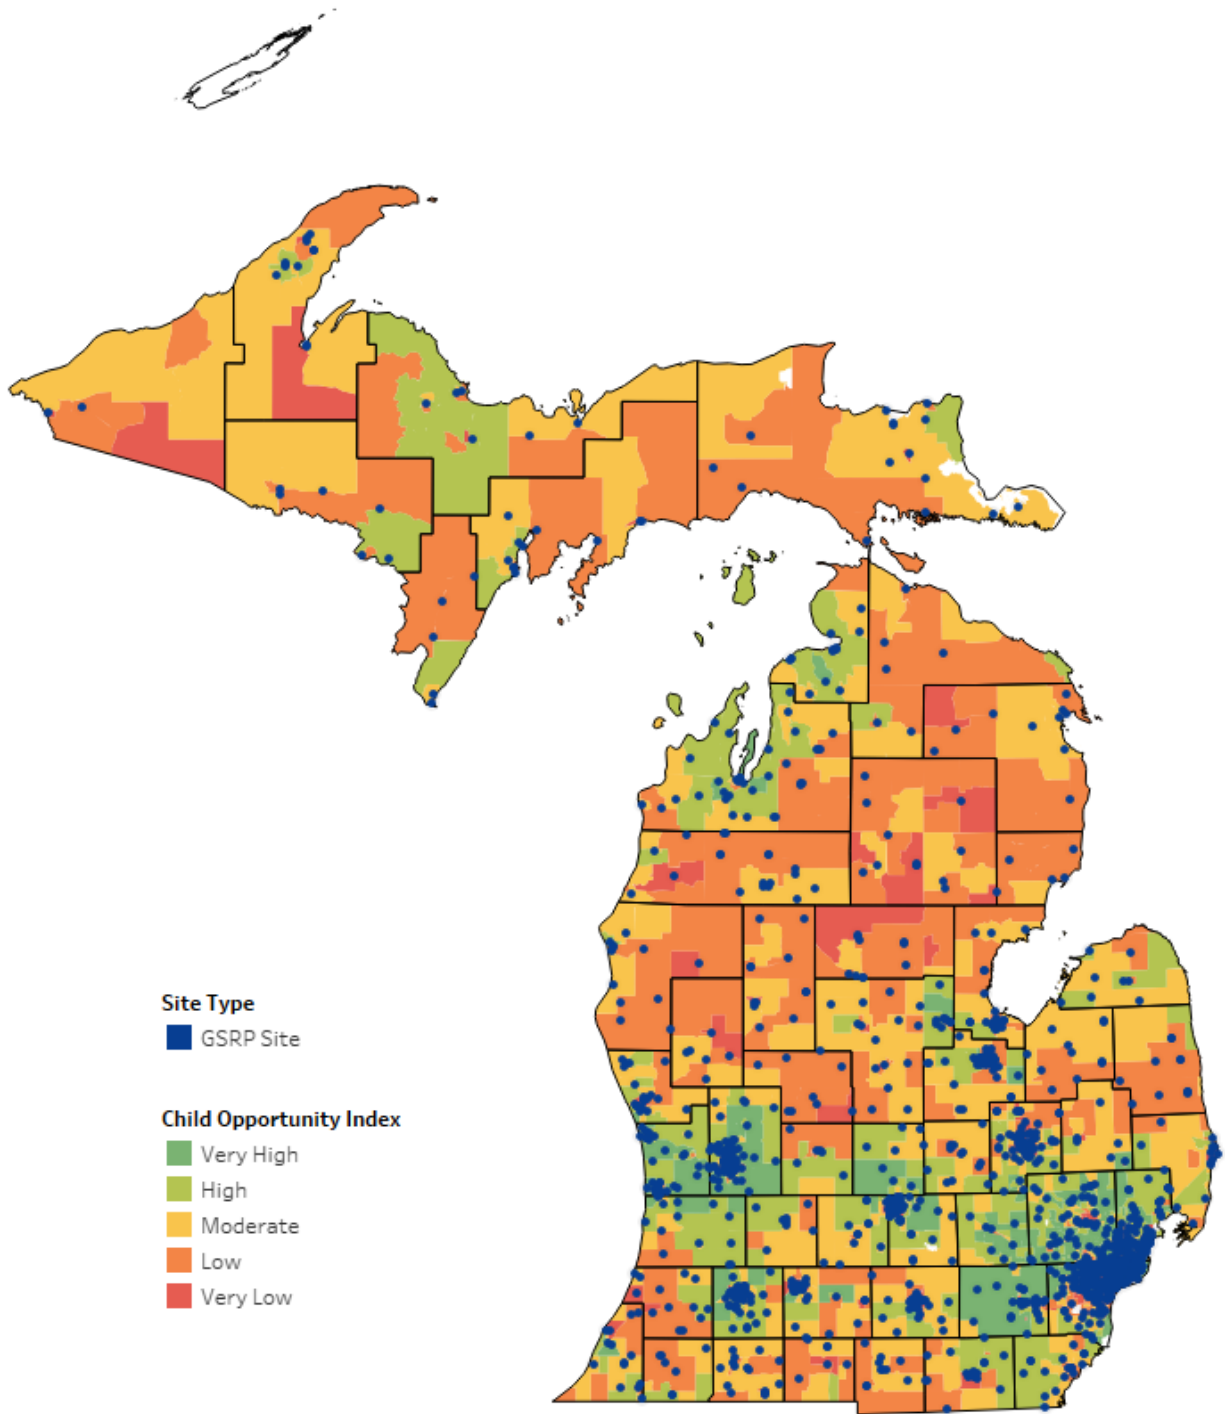 Site Type
GSRP Site
Child Opportunity Index
Very High
High
Moderate
Low
Very Low